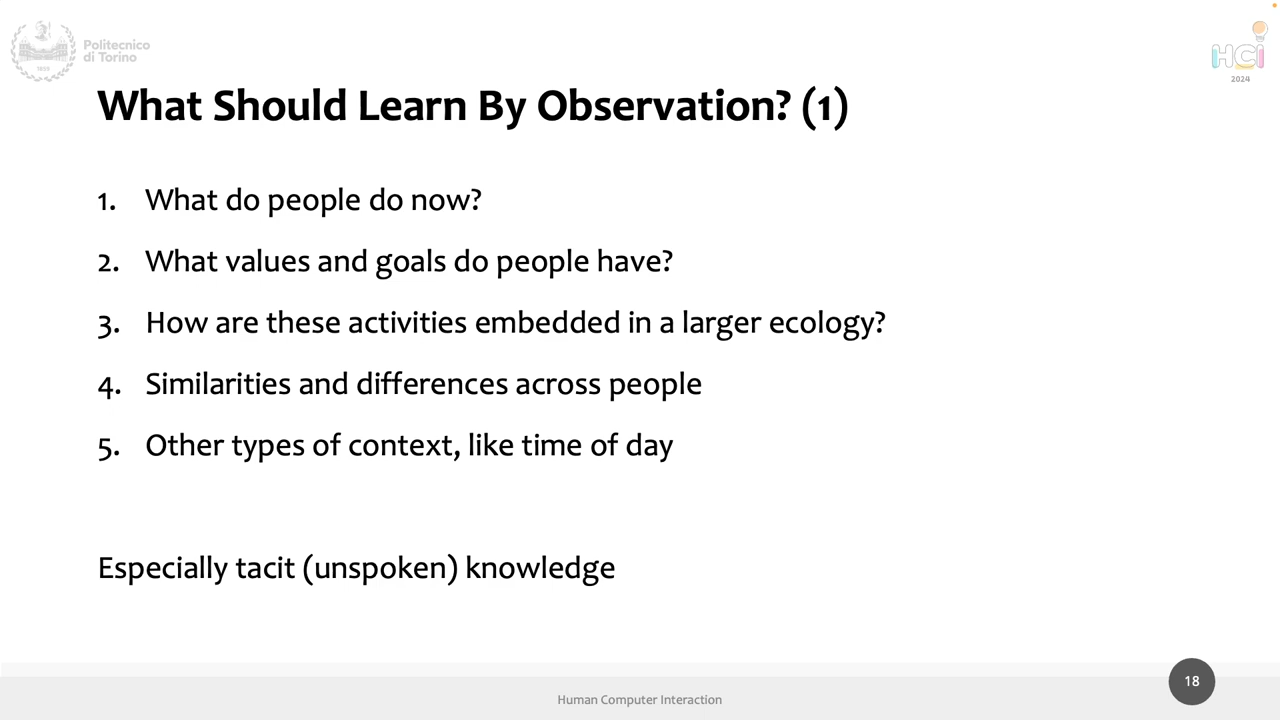 Politecnico
di Torino
1859
HCI
2024
What Should Learn By Observation? (1)
1. What do people do now?
2. What values and goals do people have?
3. How are these activities embedded in a larger ecology?
4. Similarities and differences across people
5. Other types of context, like time of day
Especially tacit (unspoken) knowledge
Human Computer Interaction
18